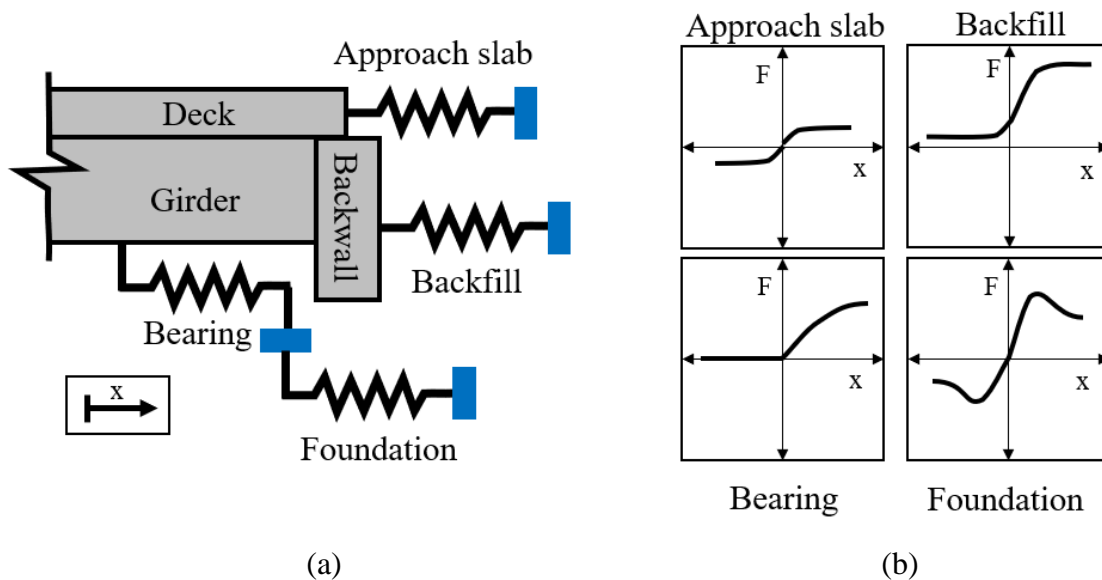 Approach slab
Deck
Girder
Backwall
Backfill
Bearing
x
Foundation
(a)
Approach slab
Backfill
F
x
F
x
F
x
F
x
Bearing
Foundation
(b)